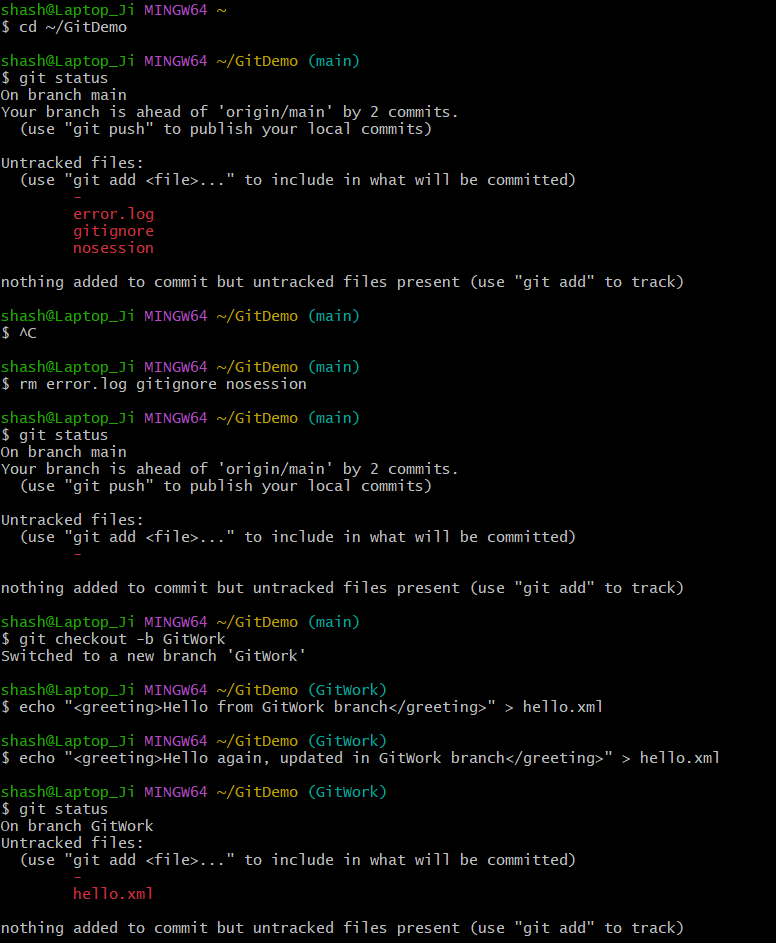 shash@Laptop_Ji MINGW64 ~
$ cd ~/GitDemo
shash@Laptop_Ji MINGW64 ~/GitDemo (main)
$ git status
On branch main
Your branch is ahead of 'origin/main' by 2 commits.
  (use "git push" to publish your local commits)
Untracked files:
  (use "git add <file>..." to include in what will be committed)
        -
        error.log
        gitignore
        nosession
nothing added to commit but untracked files present (use "git add" to track)
shash@Laptop_Ji MINGW64 ~/GitDemo (main)
$ ^C
shash@Laptop_Ji MINGW64 ~/GitDemo (main)
$ rm error.log gitignore nosession
shash@Laptop_Ji MINGW64 ~/GitDemo (main)
$ git status
On branch main
Your branch is ahead of 'origin/main' by 2 commits.
  (use "git push" to publish your local commits)
Untracked files:
  (use "git add <file>..." to include in what will be committed)
        -
nothing added to commit but untracked files present (use "git add" to track)
shash@Laptop_Ji MINGW64 ~/GitDemo (main)
$ git checkout -b GitWork
Switched to a new branch 'GitWork'
shash@Laptop_Ji MINGW64 ~/GitDemo (GitWork)
$ echo "<greeting>Hello from GitWork branch</greeting>" > hello.xml
shash@Laptop_Ji MINGW64 ~/GitDemo (GitWork)
$ echo "<greeting>Hello again, updated in GitWork branch</greeting>" > hello.xml
shash@Laptop_Ji MINGW64 ~/GitDemo (GitWork)
$ git status
On branch GitWork
Untracked files:
  (use "git add <file>..." to include in what will be committed)
        -
        hello.xml
nothing added to commit but untracked files present (use "git add" to track)